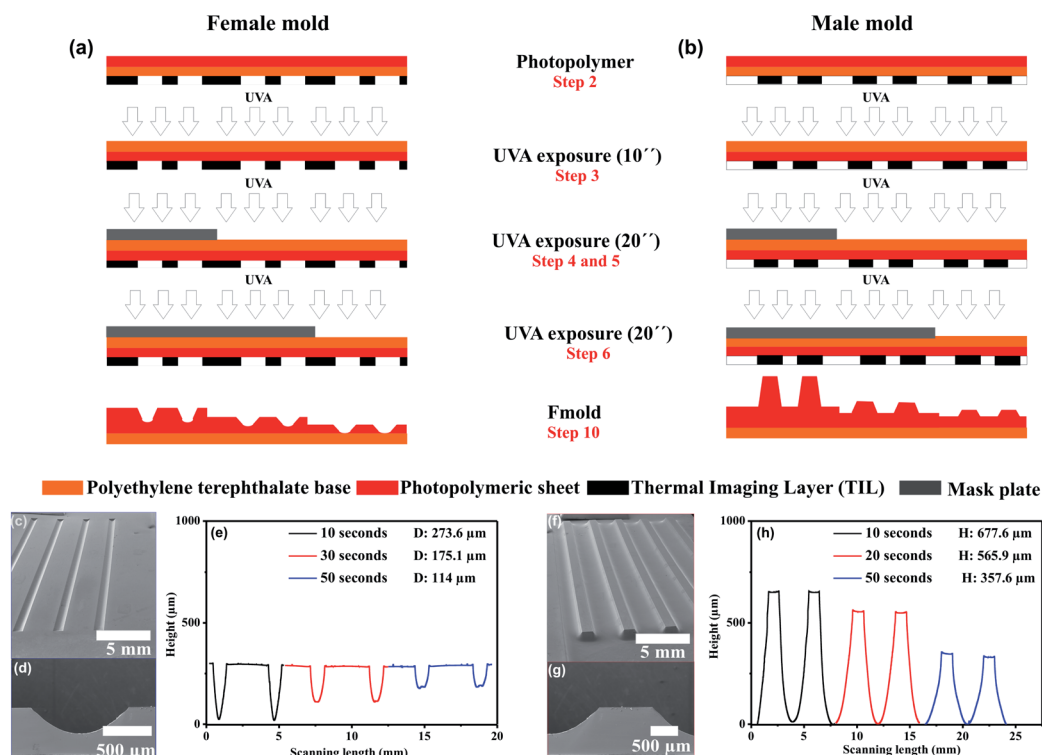 Female mold
Male mold
(a)
(b)
Photopolymer
Step 2
UVA
UVA
UVA exposure (10´´)
Step 3
UVA
UVA
UVA exposure (20´´)
Step 4 and 5
UVA
UVA
UVA exposure (20´´)
Step 6
Fmold
Step 10
Polyethylene terephthalate base
Photopolymeric sheet
Thermal Imaging Layer (TIL)
Mask plate
(c)
5 mm
(d)
500 µm
(e)
10 seconds D: 273.6 µm
30 seconds D: 175.1 µm
50 seconds D: 114 µm
Height (µm)
1000
500
0
0 5 10 15 20
Scanning length (mm)
(f)
5 mm
(g)
500 µm
(h)
10 seconds H: 677.6 µm
20 seconds H: 565.9 µm
50 seconds H: 357.6 µm
Height (µm)
1000
500
0
0 5 10 15 20 25
Scanning length (mm)